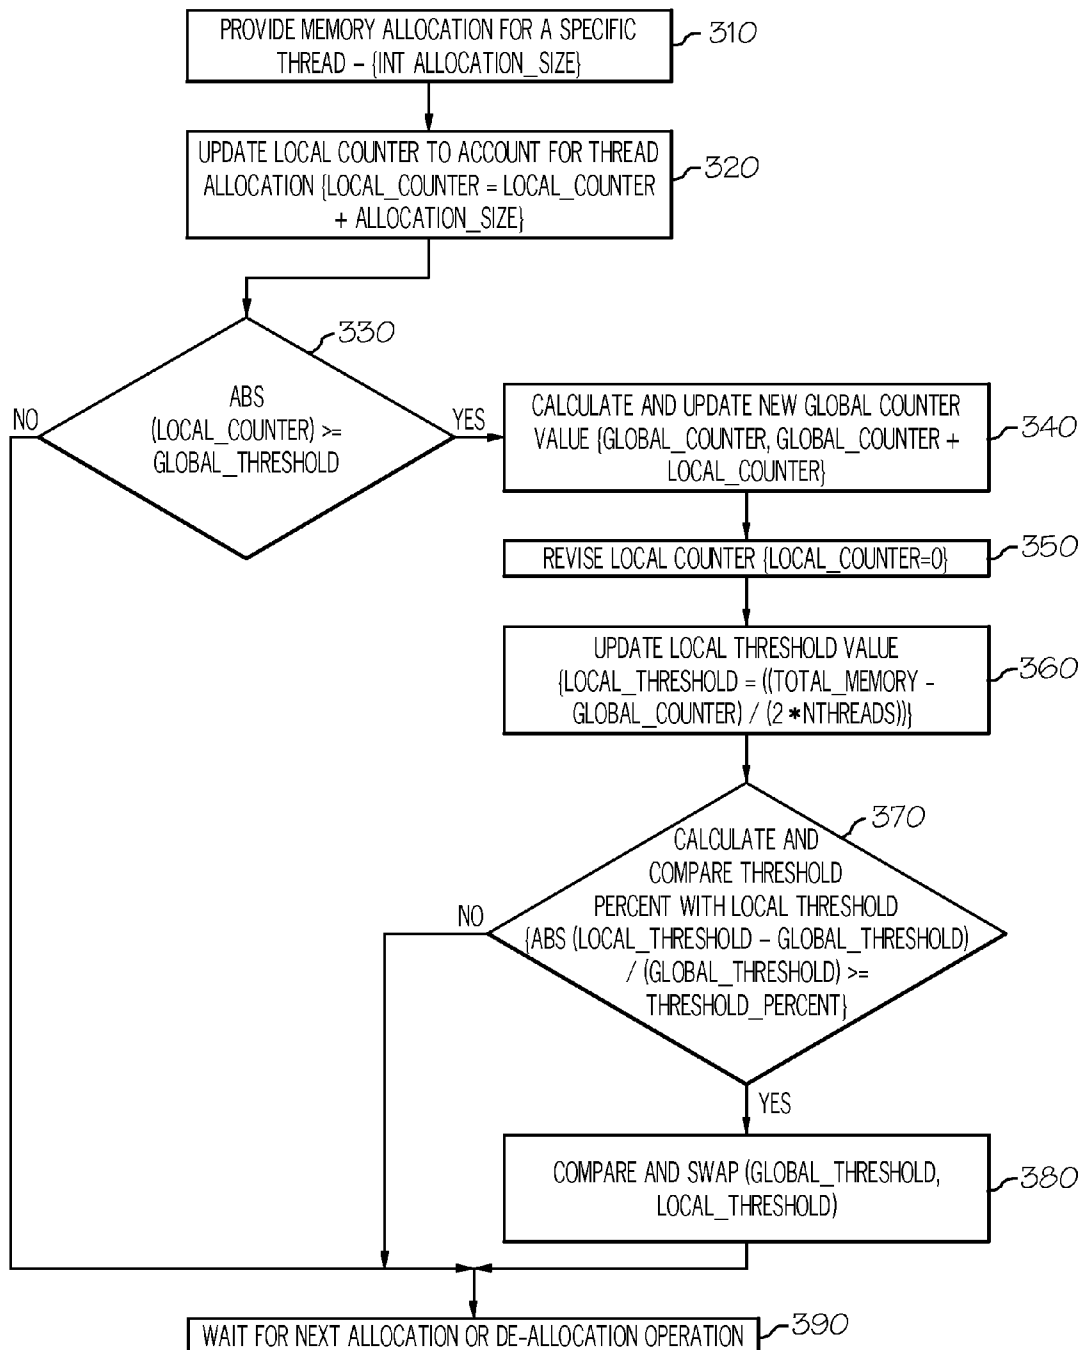 PROVIDE MEMORY ALLOCATION FOR A SPECIFIC
THREAD – {INT ALLOCATION_SIZE}
310
UPDATE LOCAL COUNTER TO ACCOUNT FOR THREAD
ALLOCATION {LOCAL_COUNTER = LOCAL_COUNTER
+ ALLOCATION_SIZE}
320
330
ABS
(LOCAL_COUNTER) >=
GLOBAL_THRESHOLD
NO
YES
CALCULATE AND UPDATE NEW GLOBAL COUNTER
VALUE {GLOBAL_COUNTER, GLOBAL_COUNTER +
LOCAL_COUNTER}
340
REVISE LOCAL COUNTER {LOCAL_COUNTER=0}
350
UPDATE LOCAL THRESHOLD VALUE
{LOCAL_THRESHOLD = ((TOTAL_MEMORY –
GLOBAL_COUNTER) / (2 *NTHREADS))}
360
370
CALCULATE AND
COMPARE THRESHOLD
PERCENT WITH LOCAL THRESHOLD
{ABS (LOCAL_THRESHOLD – GLOBAL_THRESHOLD)
/ (GLOBAL_THRESHOLD) >=
THRESHOLD_PERCENT}
NO
YES
COMPARE AND SWAP (GLOBAL_THRESHOLD,
LOCAL_THRESHOLD)
380
WAIT FOR NEXT ALLOCATION OR DE-ALLOCATION OPERATION
390